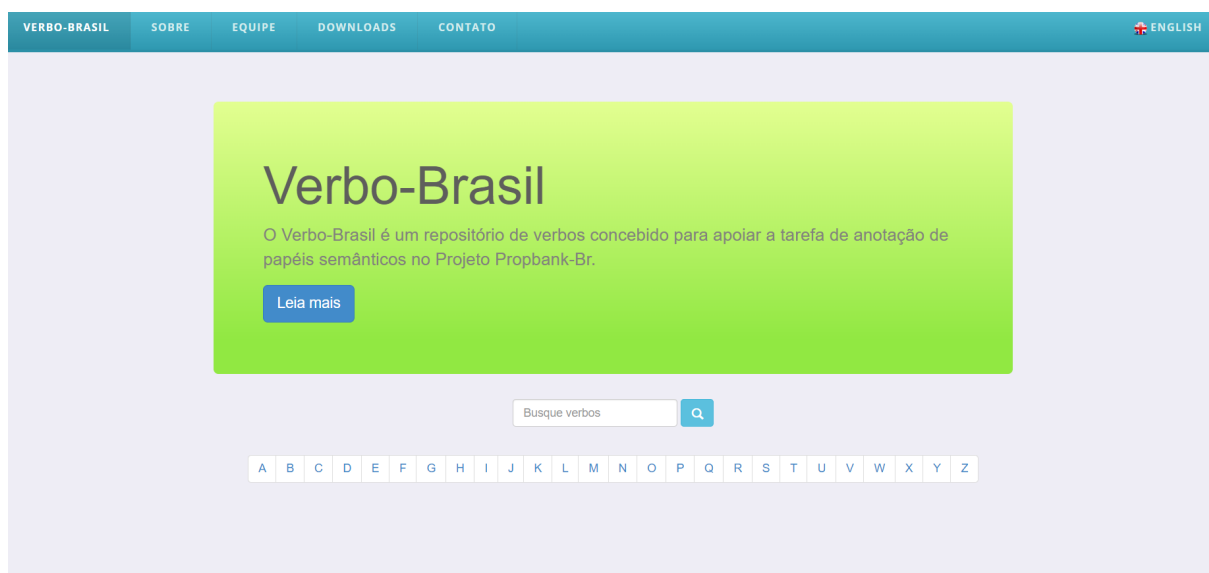 VERBO-BRASIL SOBRE EQUIPE DOWNLOADS CONTATO ENGLISH
Verbo-Brasil
O Verbo-Brasil é um repositório de verbos concebido para apoiar a tarefa de anotação de
papéis semânticos no Projeto Propbank-Br.
Leia mais
Busque verbos
A B C D E F G H I J K L M N O P Q R S T U V W X Y Z